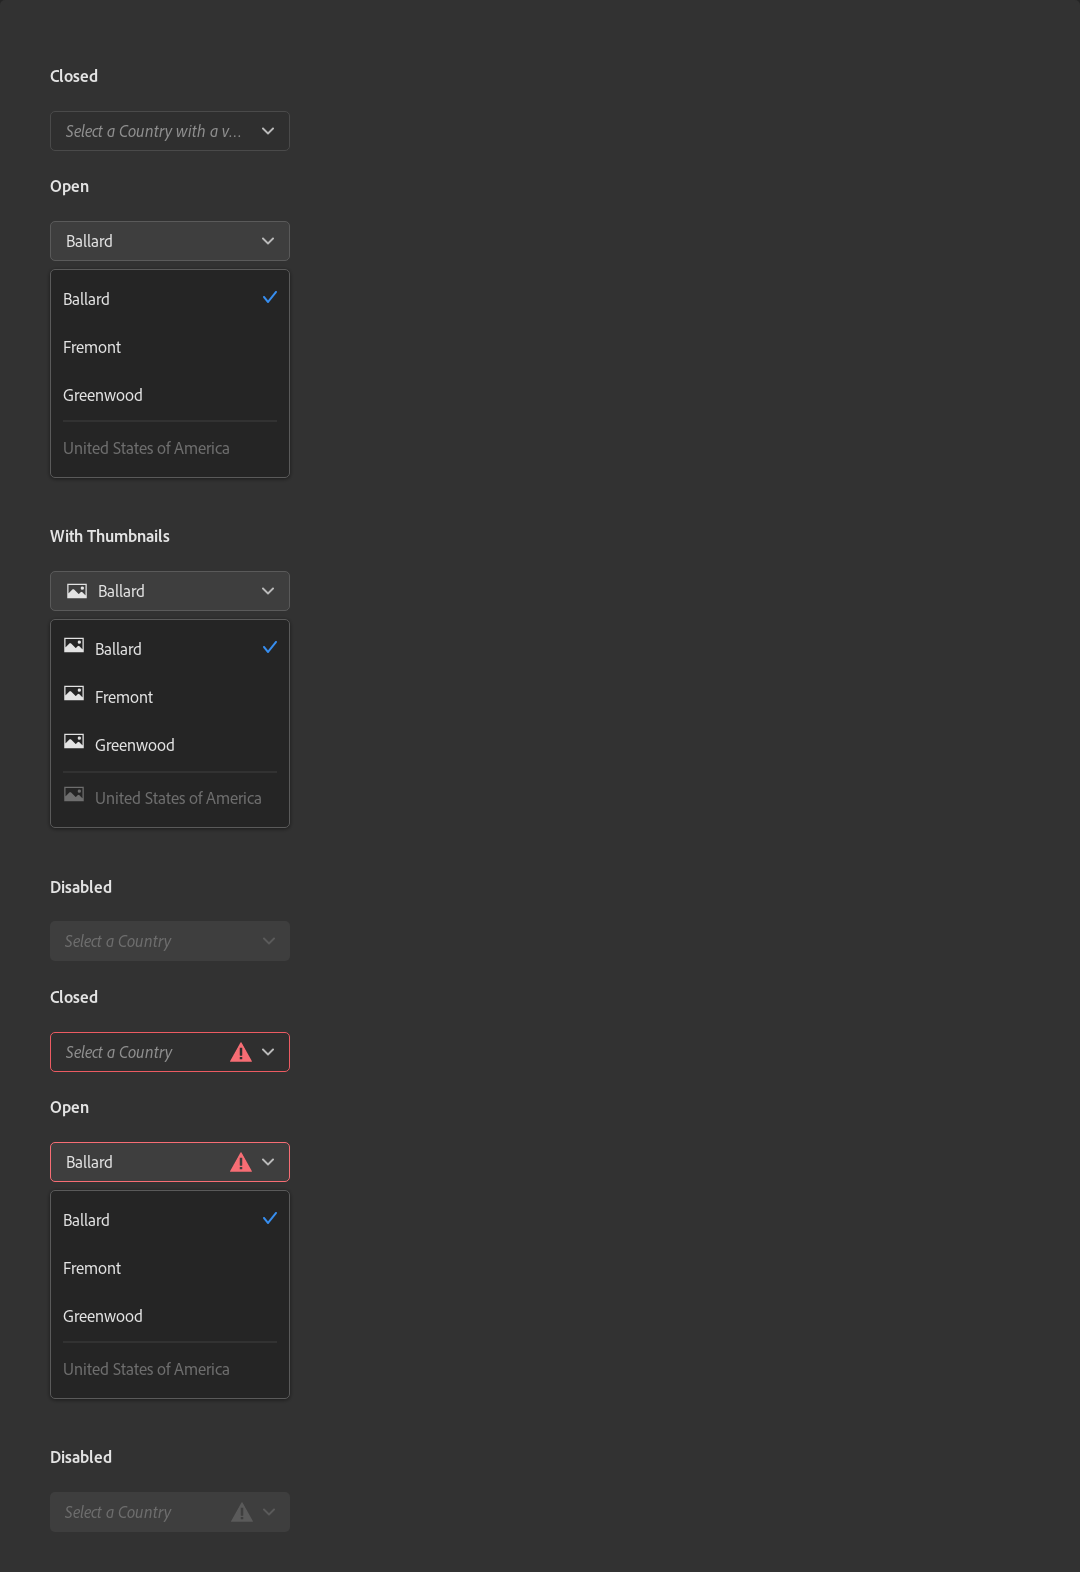 Closed
Select a Country with a v…
Open
Ballard
Ballard
Fremont
Greenwood
United States of America
With Thumbnails
Ballard
Ballard
Fremont
Greenwood
United States of America
Disabled
Select a Country
Closed
Select a Country
Open
Ballard
Ballard
Fremont
Greenwood
United States of America
Disabled
Select a Country